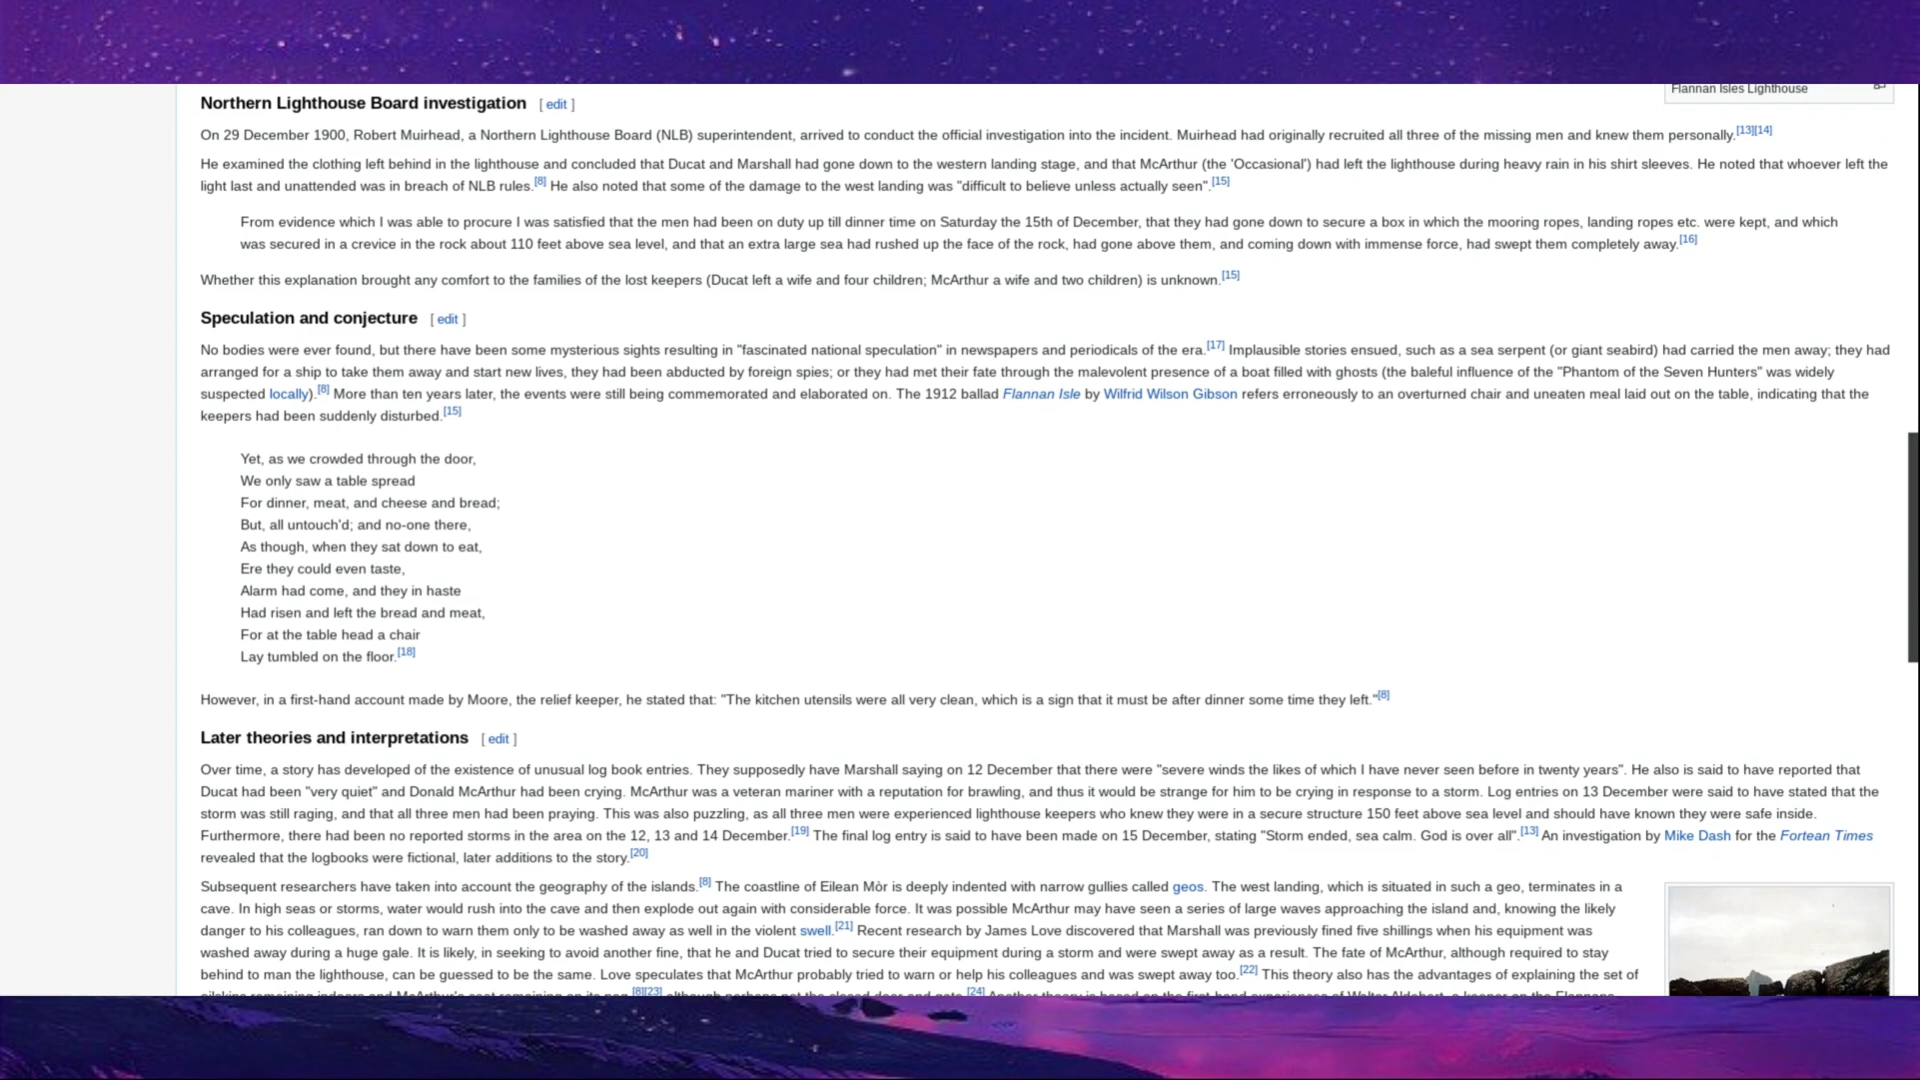 Flannan Isles Lighthouse
Northern Lighthouse Board investigation [ edit ]
On 29 December 1900, Robert Muirhead, a Northern Lighthouse Board (NLB) superintendent, arrived to conduct the official investigation into the incident. Muirhead had originally recruited all three of the missing men and knew them personally.[13][14]
He examined the clothing left behind in the lighthouse and concluded that Ducat and Marshall had gone down to the western landing stage, and that McArthur (the 'Occasional') had left the lighthouse during heavy rain in his shirt sleeves. He noted that whoever left the
light last and unattended was in breach of NLB rules.[8] He also noted that some of the damage to the west landing was "difficult to believe unless actually seen".[15]
From evidence which I was able to procure I was satisfied that the men had been on duty up till dinner time on Saturday the 15th of December, that they had gone down to secure a box in which the mooring ropes, landing ropes etc. were kept, and which
was secured in a crevice in the rock about 110 feet above sea level, and that an extra large sea had rushed up the face of the rock, had gone above them, and coming down with immense force, had swept them completely away.[16]
Whether this explanation brought any comfort to the families of the lost keepers (Ducat left a wife and four children; McArthur a wife and two children) is unknown.[15]
Speculation and conjecture [ edit ]
No bodies were ever found, but there have been some mysterious sights resulting in "fascinated national speculation" in newspapers and periodicals of the era.[17] Implausible stories ensued, such as a sea serpent (or giant seabird) had carried the men away; they had
arranged for a ship to take them away and start new lives, they had been abducted by foreign spies; or they had met their fate through the malevolent presence of a boat filled with ghosts (the baleful influence of the "Phantom of the Seven Hunters" was widely
suspected locally).[8] More than ten years later, the events were still being commemorated and elaborated on. The 1912 ballad Flannan Isle by Wilfrid Wilson Gibson refers erroneously to an overturned chair and uneaten meal laid out on the table, indicating that the
keepers had been suddenly disturbed.[15]
Yet, as we crowded through the door,
We only saw a table spread
For dinner, meat, and cheese and bread;
But, all untouch'd; and no-one there,
As though, when they sat down to eat,
Ere they could even taste,
Alarm had come, and they in haste
Had risen and left the bread and meat,
For at the table head a chair
Lay tumbled on the floor.[18]
However, in a first-hand account made by Moore, the relief keeper, he stated that: "The kitchen utensils were all very clean, which is a sign that it must be after dinner some time they left."[8]
Later theories and interpretations [ edit ]
Over time, a story has developed of the existence of unusual log book entries. They supposedly have Marshall saying on 12 December that there were "severe winds the likes of which I have never seen before in twenty years". He also is said to have reported that
Ducat had been "very quiet" and Donald McArthur had been crying. McArthur was a veteran mariner with a reputation for brawling, and thus it would be strange for him to be crying in response to a storm. Log entries on 13 December were said to have stated that the
storm was still raging, and that all three men had been praying. This was also puzzling, as all three men were experienced lighthouse keepers who knew they were in a secure structure 150 feet above sea level and should have known they were safe inside.
Furthermore, there had been no reported storms in the area on the 12, 13 and 14 December.[19] The final log entry is said to have been made on 15 December, stating "Storm ended, sea calm. God is over all".[13] An investigation by Mike Dash for the Fortean Times
revealed that the logbooks were fictional, later additions to the story.[20]
Subsequent researchers have taken into account the geography of the islands.[8] The coastline of Eilean Mòr is deeply indented with narrow gullies called geos. The west landing, which is situated in such a geo, terminates in a
cave. In high seas or storms, water would rush into the cave and then explode out again with considerable force. It was possible McArthur may have seen a series of large waves approaching the island and, knowing the likely
danger to his colleagues, ran down to warn them only to be washed away as well in the violent swell.[21] Recent research by James Love discovered that Marshall was previously fined five shillings when his equipment was
washed away during a huge gale. It is likely, in seeking to avoid another fine, that he and Ducat tried to secure their equipment during a storm and were swept away as a result. The fate of McArthur, although required to stay
behind to man the lighthouse, can be guessed to be the same. Love speculates that McArthur probably tried to warn or help his colleagues and was swept away too.[22] This theory also has the advantages of explaining the set of
[8][23] [24]